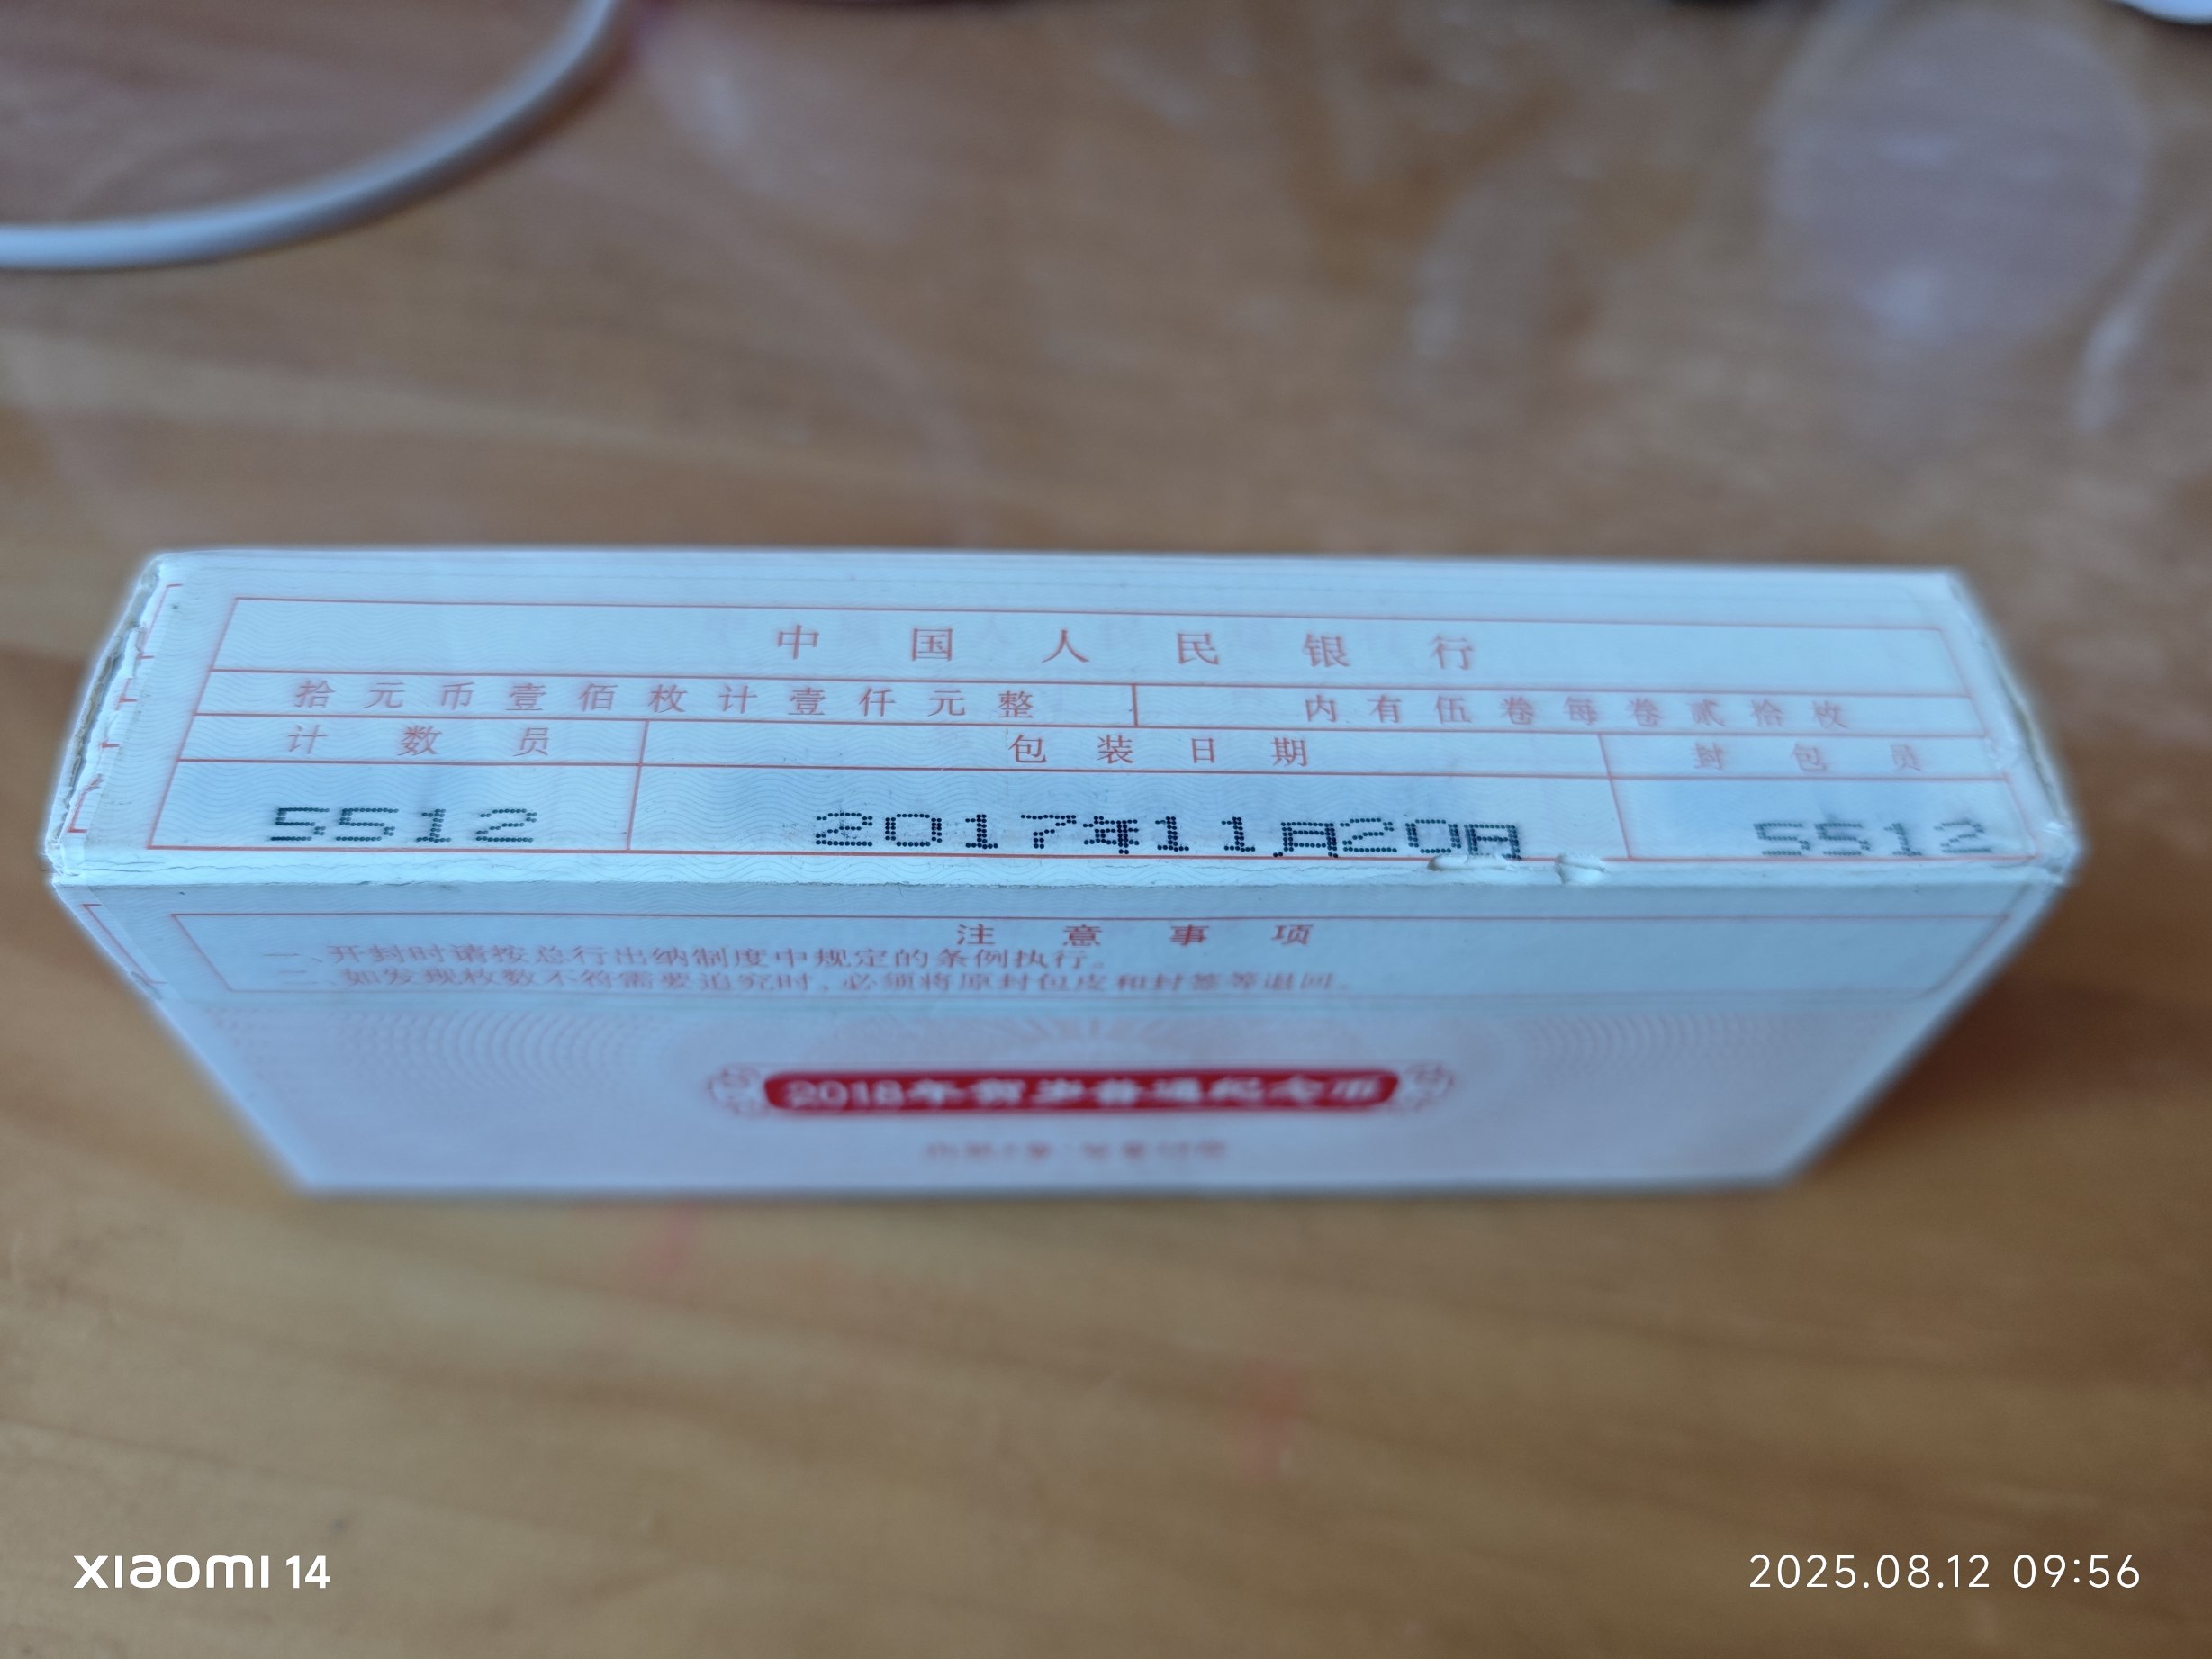 中国人民银行
拾元币壹佰枚计壹仟元整 内有伍卷每卷贰拾枚
计数员 包装日期 封包员
5512 2017年11月20日 5512
注意事项
一、开封时请按总行出纳制度中规定的条例执行。
二、如发现枚数不符需要追究时,必须将原封包皮和封签等退回。
2018年贺岁普通纪念币
xiaomi 14
2025.08.12 09:56